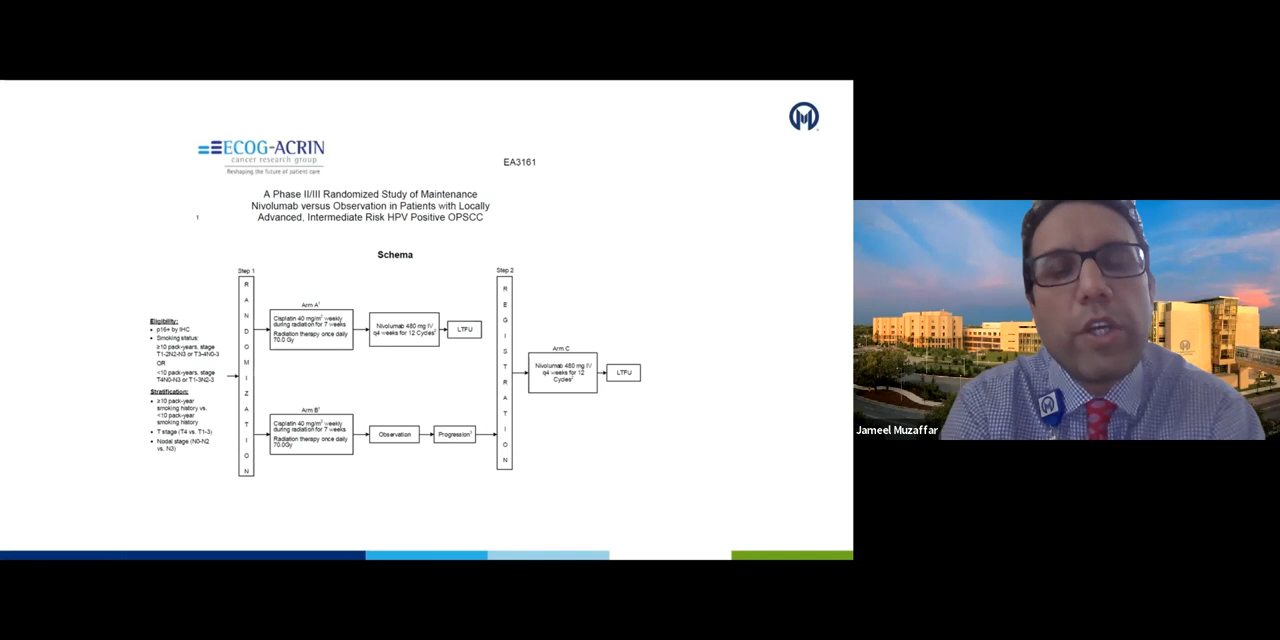 ECOG-ACRIN
cancer research group
Reshaping the future of patient care
EA3161
A Phase II/III Randomized Study of Maintenance
Nivolumab versus Observation in Patients with Locally
Advanced, Intermediate Risk HPV Positive OPSCC
1
Schema
Step 1
R
A
N
D
O
M
I
Z
A
T
I
O
N
Eligibility:
• p16+ by IHC
• Smoking status:
≥10 pack-years, stage
T1-2N2-N3 or T3-4N0-3
OR
<10 pack-years, stage
T4N0-N3 or T1-3N2-3
Stratification:
• ≥10 pack-year
smoking history vs.
<10 pack-year
smoking history
• T stage (T4 vs. T1-3)
• Nodal stage (N0-N2
vs. N3)
Arm A¹
Cisplatin 40 mg/m² weekly
during radiation for 7 weeks
Radiation therapy once daily
70.0 Gy
Nivolumab 480 mg IV
q4 weeks for 12 Cycles²
LTFU
Arm B¹
Cisplatin 40 mg/m² weekly
during radiation for 7 weeks
Radiation therapy once daily
70.0Gy
Observation
Progression³
Step 2
R
E
G
I
S
T
R
A
T
I
O
N
Arm C
Nivolumab 480 mg IV
q4 weeks for 12
Cycles²
LTFU
Jameel Muzaffar